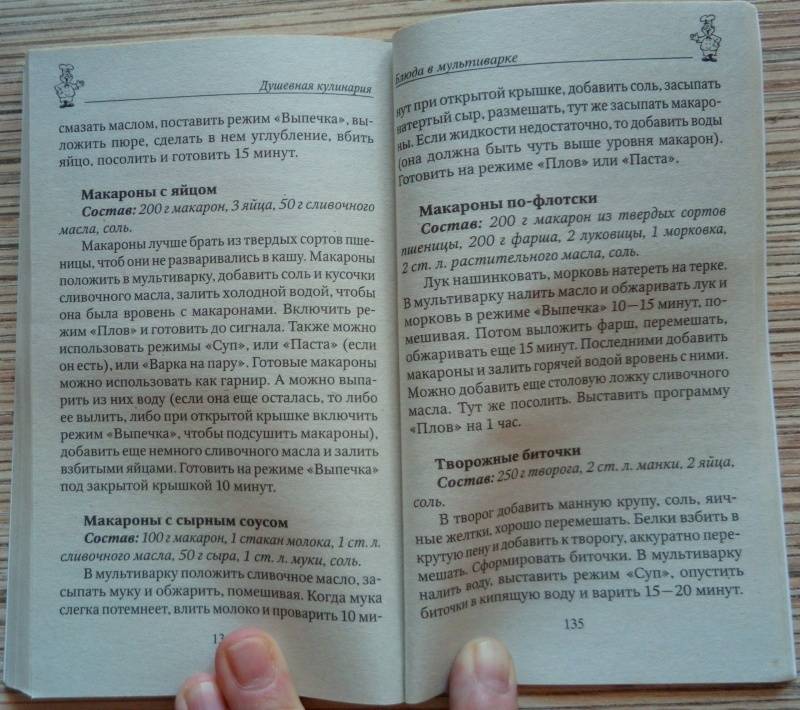 Душевная кулинария
смазать маслом, поставить режим «Выпечка», вы-
ложить пюре, сделать в нем углубление, вбить
яйцо, посолить и готовить 15 минут.
Макароны с яйцом
Состав: 200 г макарон, 3 яйца, 50 г сливочного
масла, соль.
Макароны лучше брать из твердых сортов пше-
ницы, чтоб они не разваривались в кашу. Макароны
положить в мультиварку, добавить соль и кусочки
сливочного масла, залить холодной водой, чтобы
она была вровень с макаронами. Включить ре-
жим «Плов» и готовить до сигнала. Также можно
использовать режимы «Суп», или «Паста» (если
он есть), или «Варка на пару». Готовые макароны
можно использовать как гарнир. А можно выпа-
рить из них воду (если она еще осталась, то либо
ее вылить, либо при открытой крышке включить
режим «Выпечка», чтобы подсушить макароны),
добавить еще немного сливочного масла и залить
взбитыми яйцами. Готовить на режиме «Выпечка»
под закрытой крышкой 10 минут.
Макароны с сырным соусом
Состав: 100 г макарон, 1 стакан молока, 1 ст. л.
сливочного масла, 50 г сыра, 1 ст. л. муки, соль.
В мультиварку положить сливочное масло, за-
сыпать муку и обжарить, помешивая. Когда мука
слегка потемнеет, влить молоко и проварить 10 ми-
Блюда в мультиварке
нут при открытой крышке, добавить соль, засыпать
натертый сыр, размешать, тут же засыпать макаро-
ны. Если жидкости недостаточно, то добавить воды
(она должна быть чуть выше уровня макарон).
Готовить на режиме «Плов» или «Паста».
Макароны по-флотски
Состав: 200 г макарон из твердых сортов
пшеницы, 200 г фарша, 2 луковицы, 1 морковка,
2 ст. л. растительного масла, соль.
Лук нашинковать, морковь натереть на терке.
В мультиварку налить масло и обжаривать лук и
морковь в режиме «Выпечка» 10—15 минут, по-
мешивая. Потом выложить фарш, перемешать,
обжаривать еще 15 минут. Последними добавить
макароны и залить горячей водой вровень с ними.
Можно добавить еще столовую ложку сливочного
масла. Тут же посолить. Выставить программу
«Плов» на 1 час.
Творожные биточки
Состав: 250 г творога, 2 ст. л. манки, 2 яйца,
соль.
В творог добавить манную крупу, соль, яич-
ные желтки, хорошо перемешать. Белки взбить в
крутую пену и добавить к творогу, аккуратно пере-
мешать. Сформировать биточки. В мультиварку
налить воду, выставить режим «Суп», опустить
биточки в кипящую воду и варить 15—20 минут.
135